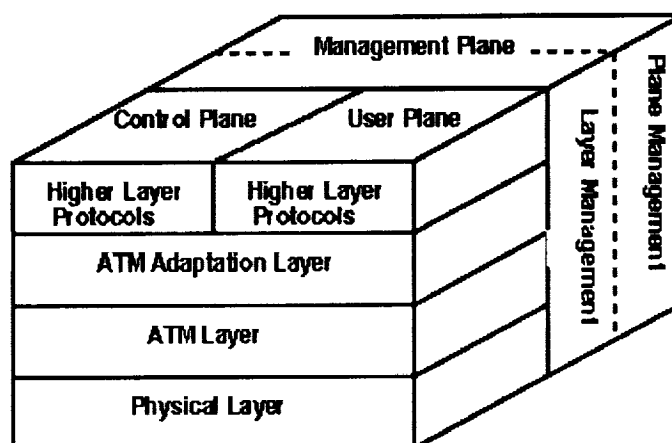 Management Plane
Control Plane
User Plane
Plane Management
Layer Management
Higher Layer
Protocols
Higher Layer
Protocols
ATM Adaptation Layer
ATM Layer
Physical Layer